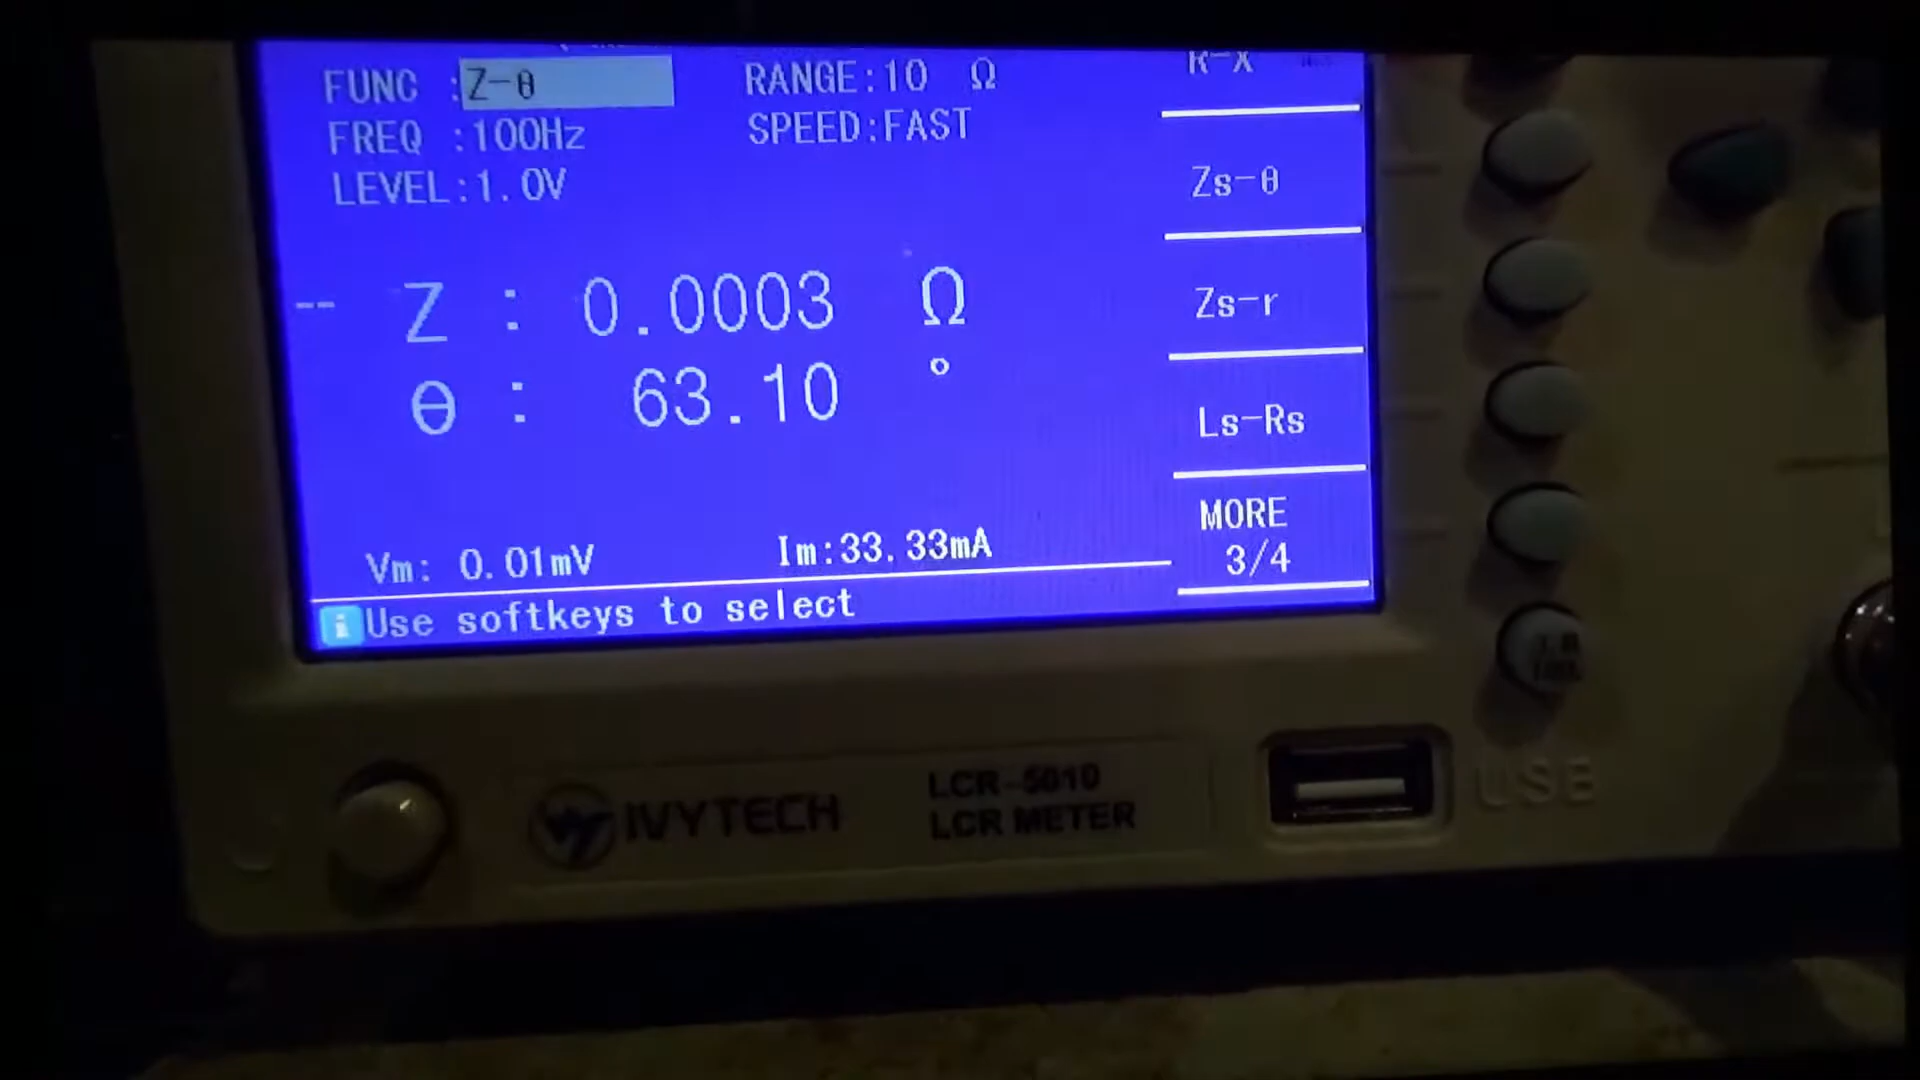 FUNC :Z-θ
RANGE:10 Ω
FREQ :100Hz
SPEED:FAST
LEVEL:1.0V
-- Z : 0.0003 Ω
θ : 63.10 °
Vm: 0.01mV
Im:33.33mA
i Use softkeys to select
R-X
Zs-θ
Zs-r
Ls-Rs
MORE
3/4
IVYTECH
LCR-5010
LCR METER
USB